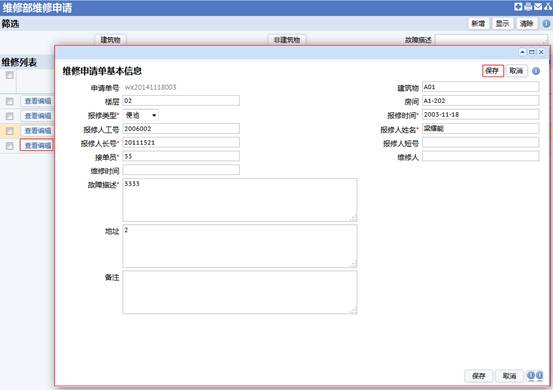 维修部维修申请
筛选 新增 显示 清除
建筑物 非建筑物 故障描述
维修列表
查看编辑
查看编辑
查看编辑
查看编辑
维修申请单基本信息 保存 取消
申请单号 wx20141118003 建筑物 A01
楼层 02 房间 A1-202
报修类型* 便池 报修时间* 2003-11-18
报修人工号 2006002 报修人姓名* 梁耀能
报修人长号* 20111521 报修人短号
接单员* 33 维修人
维修时间
故障描述* 3333
地址 2
备注
保存 取消